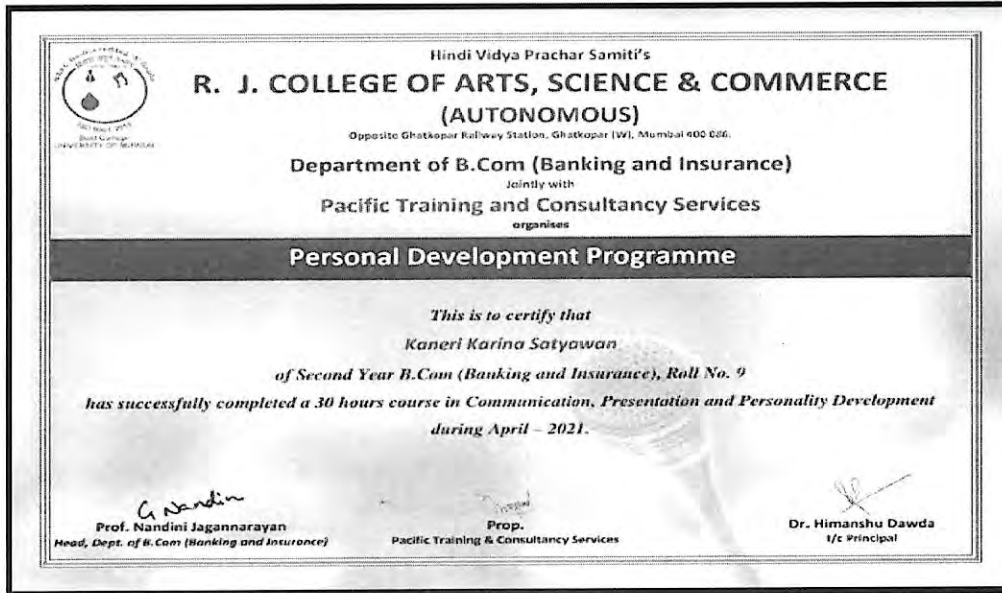 Hindi Vidya Prachar Samiti's
R. J. COLLEGE OF ARTS, SCIENCE & COMMERCE
(AUTONOMOUS)
Opposite Ghatkopar Railway Station, Ghatkopar (W), Mumbai 400 086.
UNIVERSITY OF MUMBAI
Department of B.Com (Banking and Insurance)
Jointly with
Pacific Training and Consultancy Services
organises
Personal Development Programme
This is to certify that
Kaneri Karina Satyawan
of Second Year B.Com (Banking and Insurance), Roll No. 9
has successfully completed a 30 hours course in Communication, Presentation and Personality Development
during April – 2021.
G Nandin
Prof. Nandini Jagannarayan
Head, Dept. of B.Com (Banking and Insurance)
Prop.
Pacific Training & Consultancy Services
Dr. Himanshu Dawda
I/c Principal